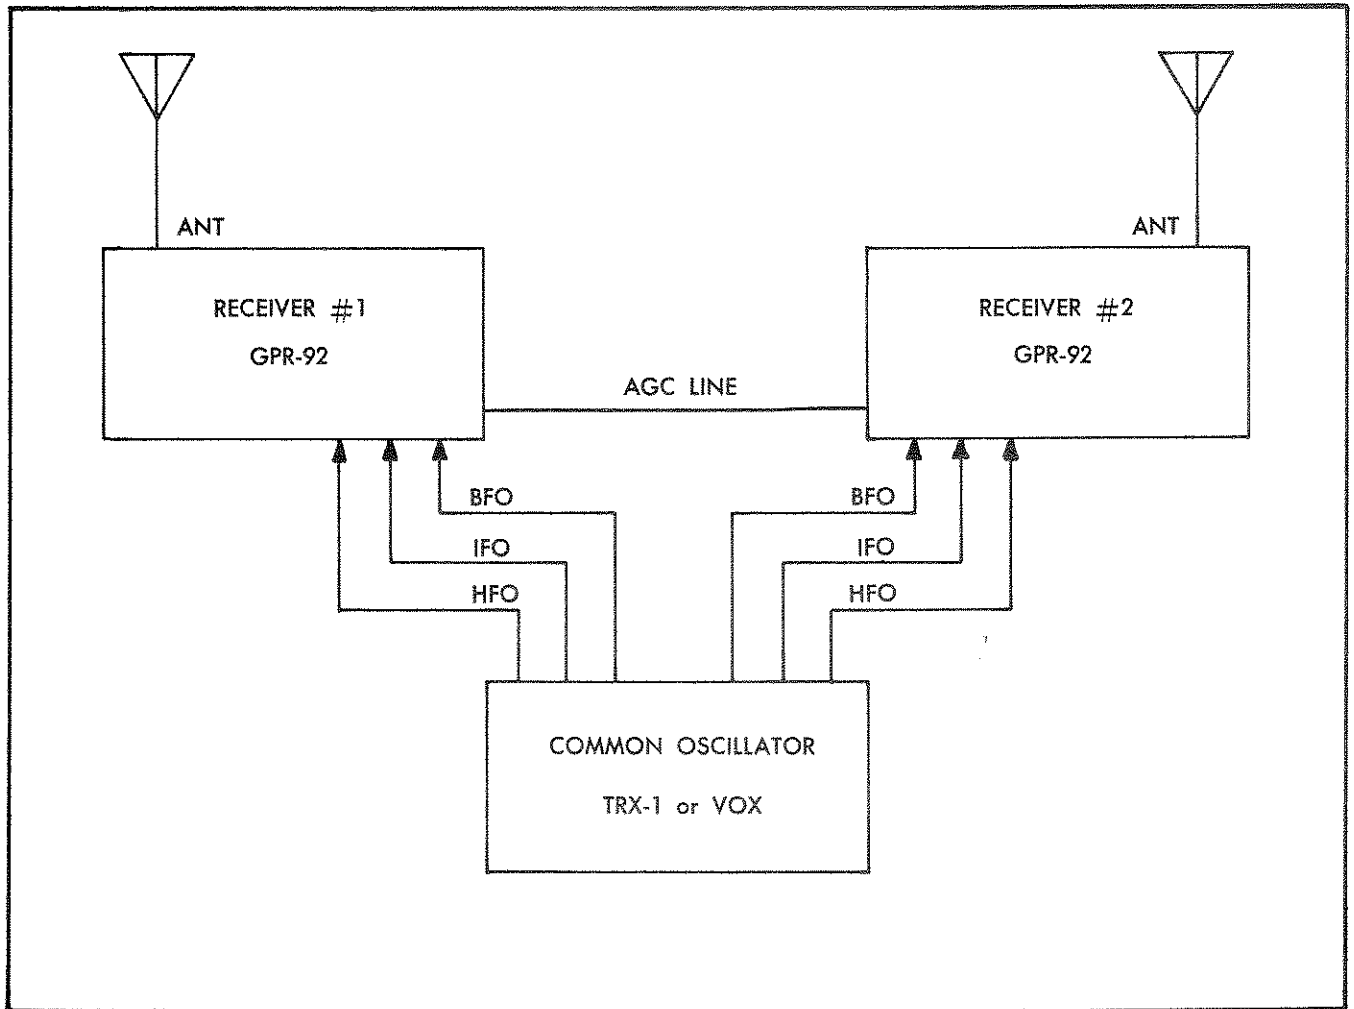 ANT
ANT
RECEIVER #1
GPR-92
RECEIVER #2
GPR-92
AGC LINE
BFO
BFO
IFO
IFO
HFO
HFO
COMMON OSCILLATOR
TRX-1 or VOX